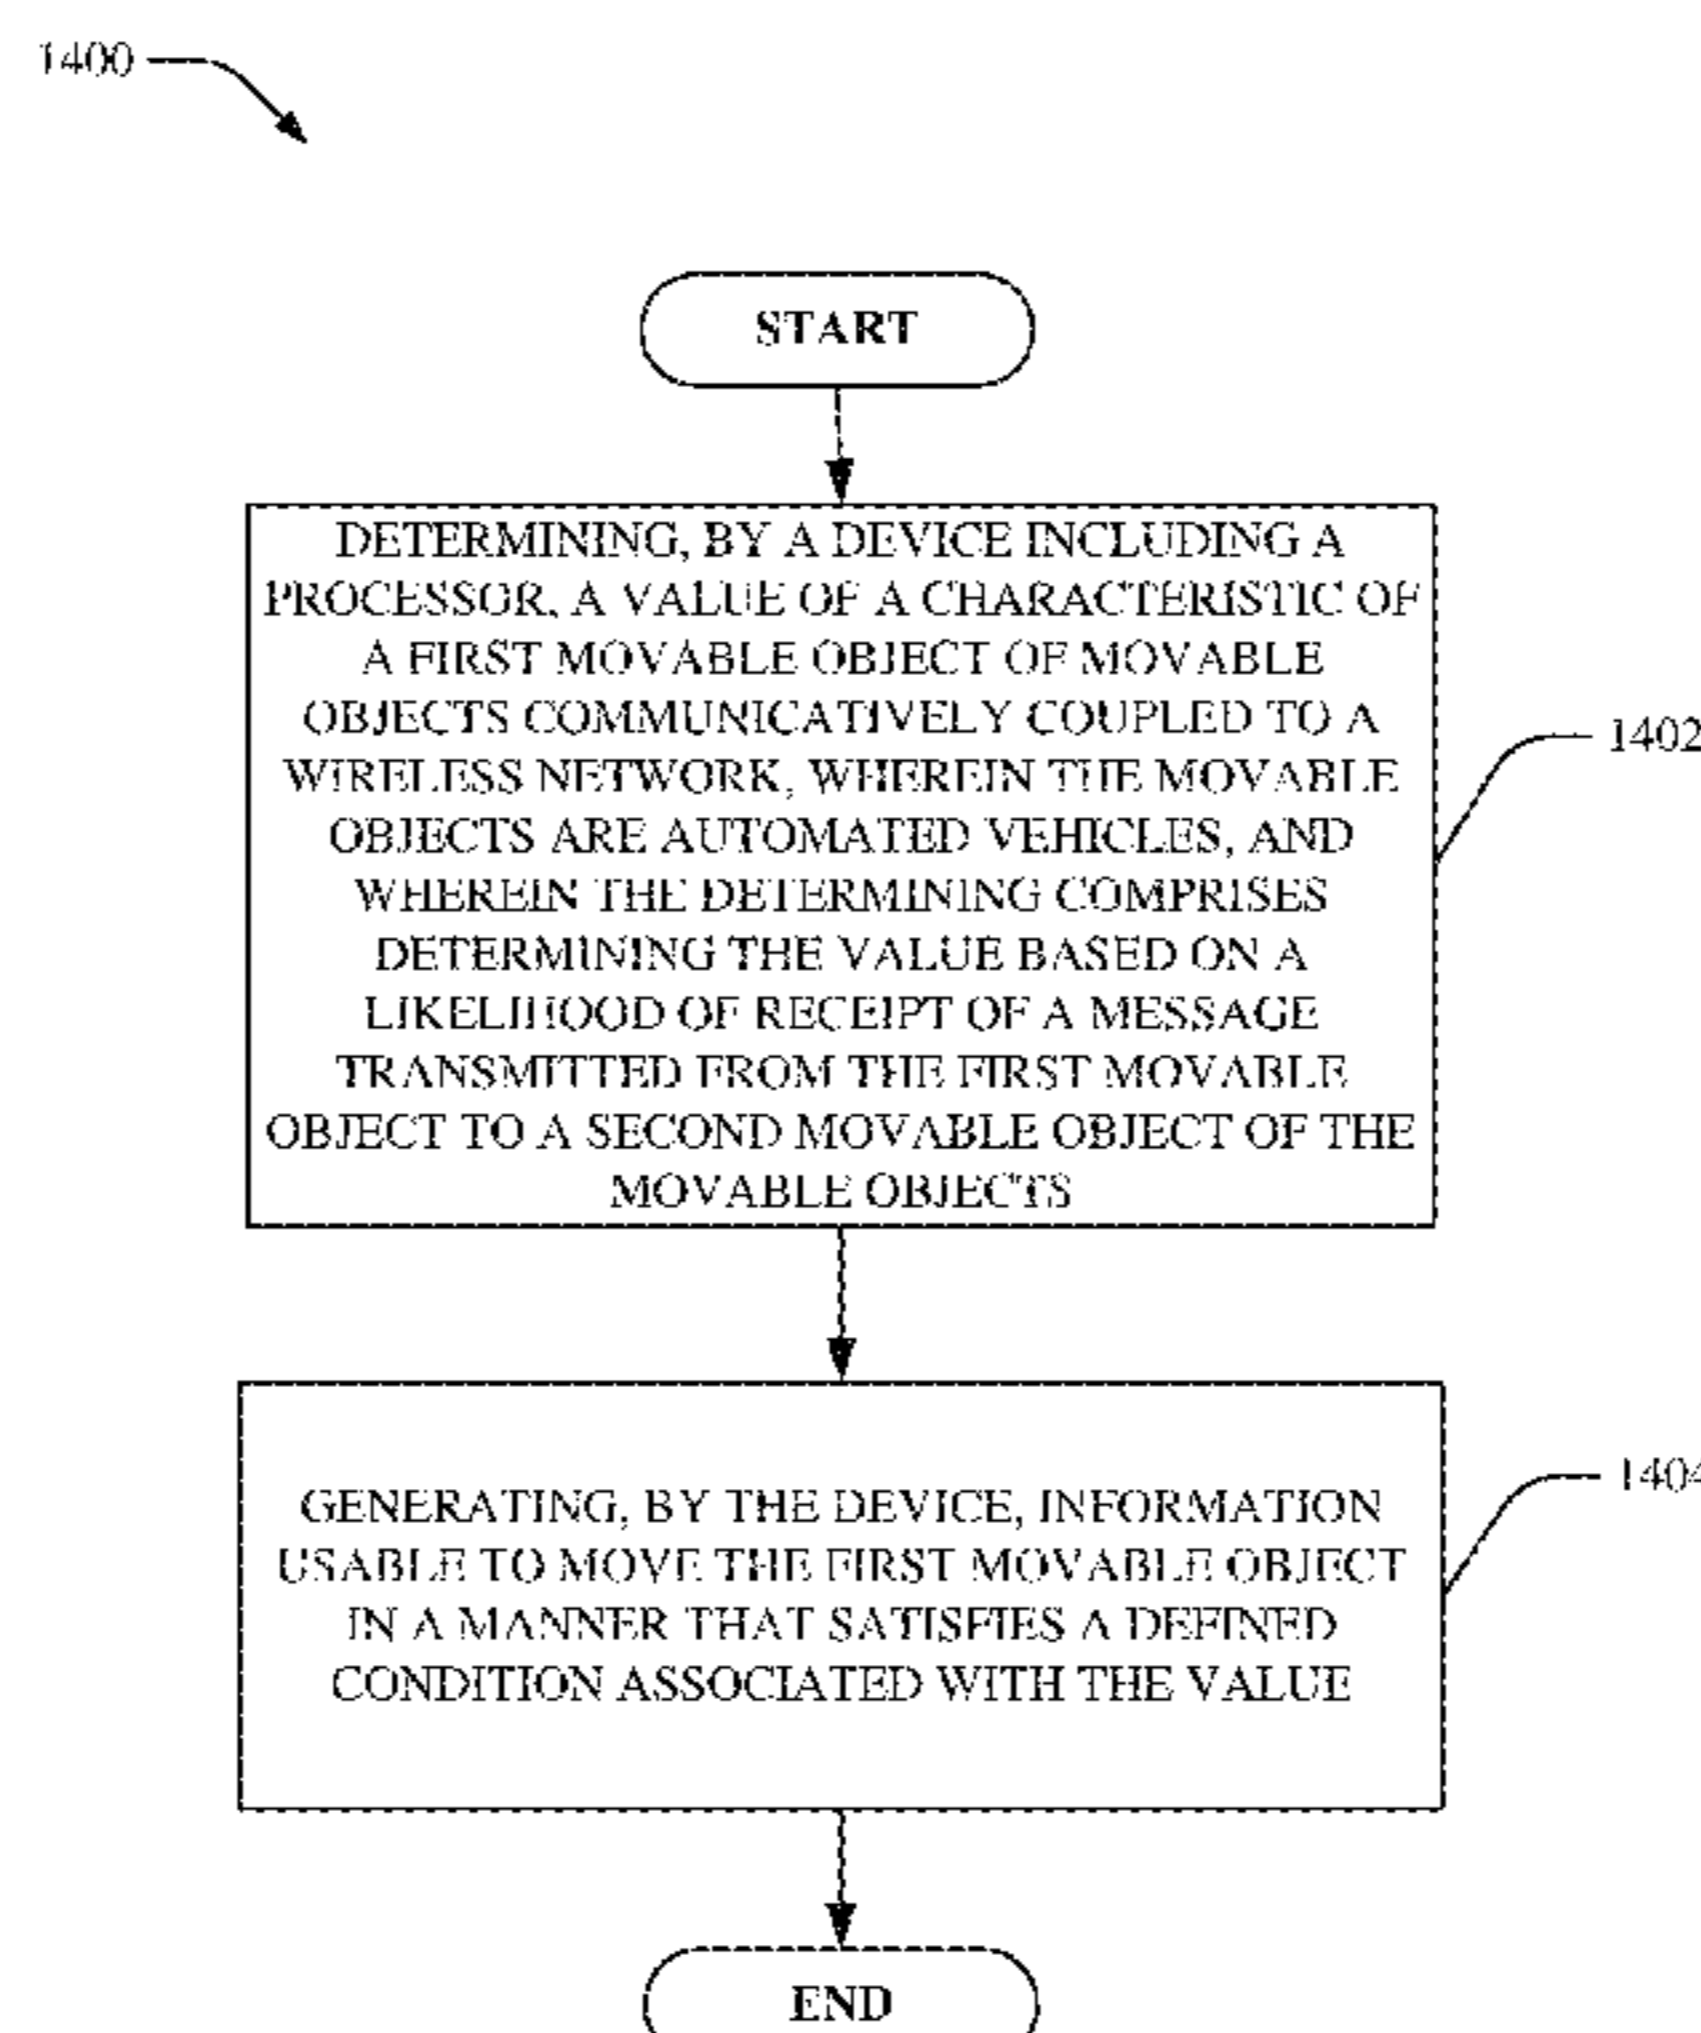 1400
START
DETERMINING, BY A DEVICE INCLUDING A
PROCESSOR, A VALUE OF A CHARACTERISTIC OF
A FIRST MOVABLE OBJECT OF MOVABLE
OBJECTS COMMUNICATIVELY COUPLED TO A
WIRELESS NETWORK, WHEREIN THE MOVABLE
OBJECTS ARE AUTOMATED VEHICLES, AND
WHEREIN THE DETERMINING COMPRISES
DETERMINING THE VALUE BASED ON A
LIKELIHOOD OF RECEIPT OF A MESSAGE
TRANSMITTED FROM THE FIRST MOVABLE
OBJECT TO A SECOND MOVABLE OBJECT OF THE
MOVABLE OBJECTS
1402
GENERATING, BY THE DEVICE, INFORMATION
USABLE TO MOVE THE FIRST MOVABLE OBJECT
IN A MANNER THAT SATISFIES A DEFINED
CONDITION ASSOCIATED WITH THE VALUE
1404
END